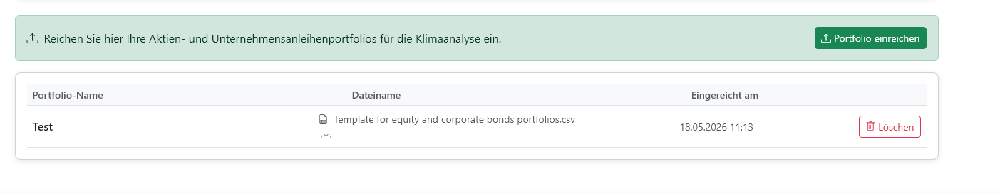 Reichen Sie hier Ihre Aktien- und Unternehmensanleihenportfolios für die Klimaanalyse ein.
Portfolio einreichen
Portfolio-Name
Dateiname
Eingereicht am
Test
Template for equity and corporate bonds portfolios.csv
18.05.2026 11:13
Löschen